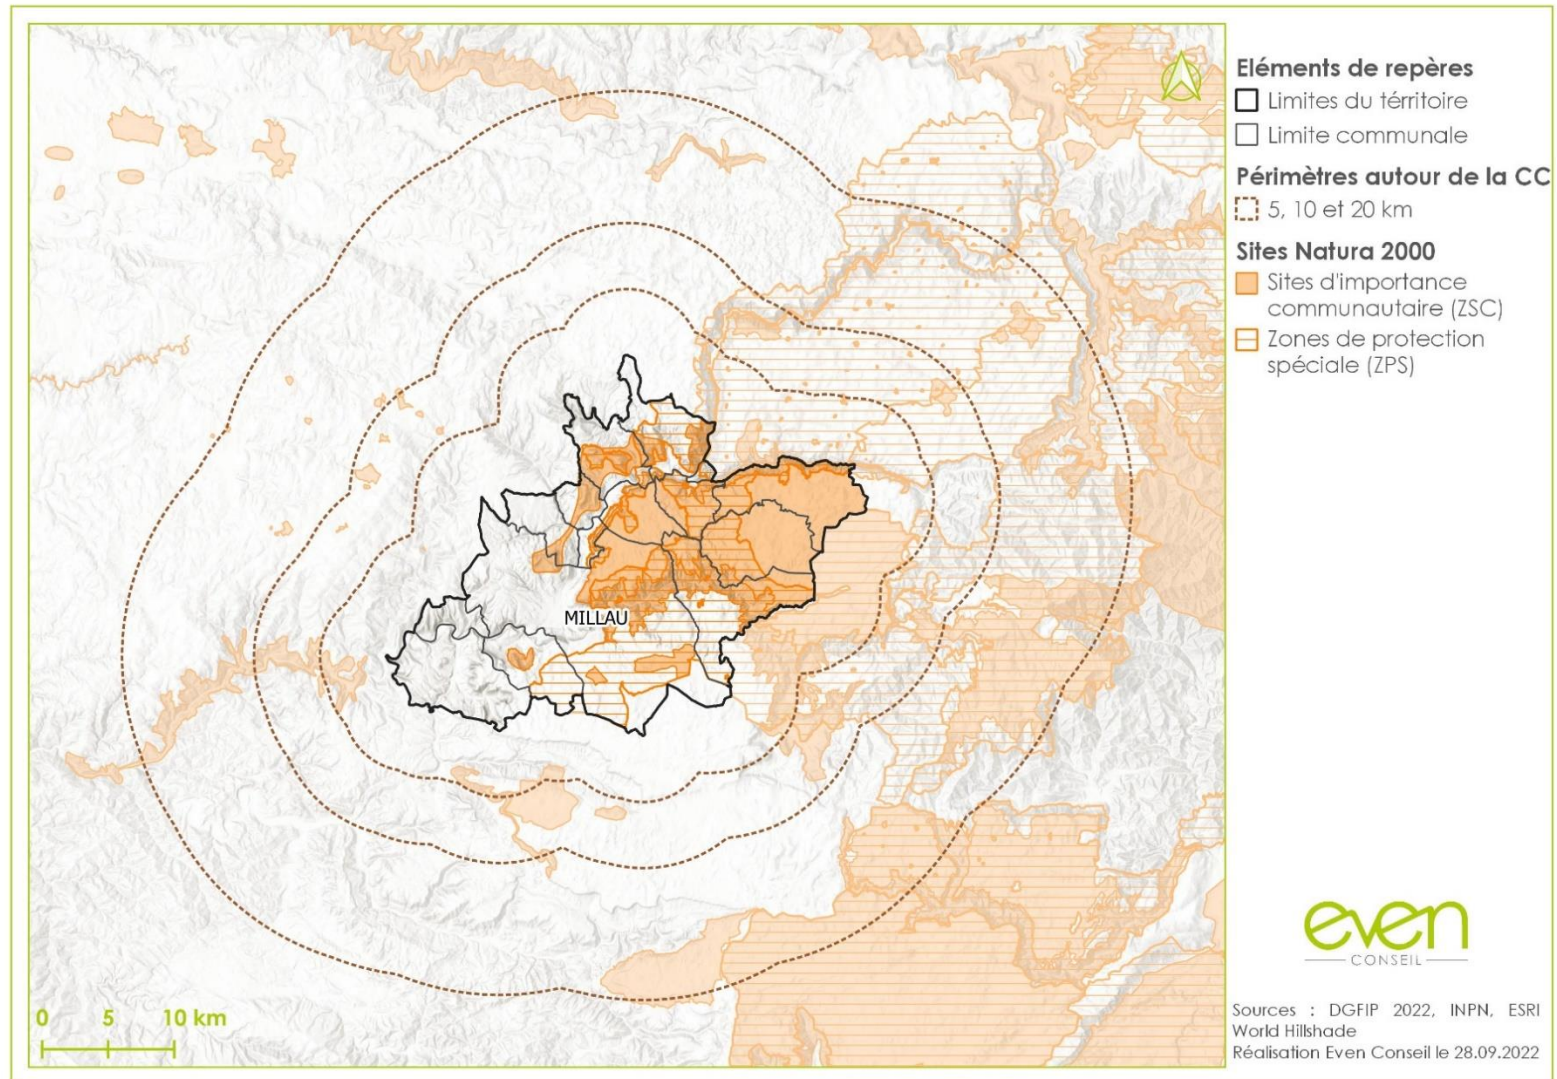 Eléments de repères
Limites du térritoire
Limite communale
Périmètres autour de la CC
5, 10 et 20 km
Sites Natura 2000
Sites d'importance
communautaire (ZSC)
Zones de protection
spéciale (ZPS)
MILLAU
0 5 10 km
even
CONSEIL
Sources : DGFIP 2022, INPN, ESRI
World Hillshade
Réalisation Even Conseil le 28.09.2022